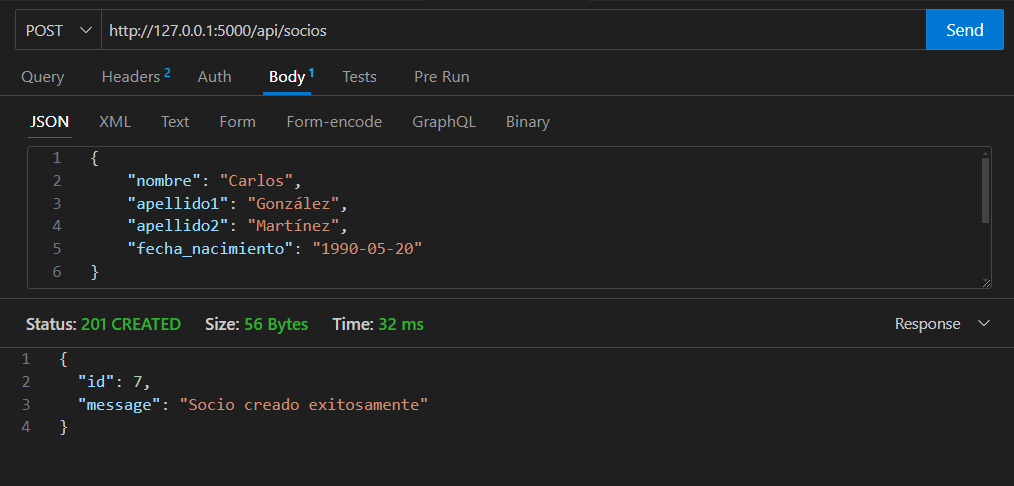 POST http://127.0.0.1:5000/api/socios Send
Query Headers 2 Auth Body 1 Tests Pre Run
JSON XML Text Form Form-encode GraphQL Binary
1 {
2 "nombre": "Carlos",
3 "apellido1": "González",
4 "apellido2": "Martínez",
5 "fecha_nacimiento": "1990-05-20"
6 }
Status: 201 CREATED Size: 56 Bytes Time: 32 ms Response
1 {
2 "id": 7,
3 "message": "Socio creado exitosamente"
4 }